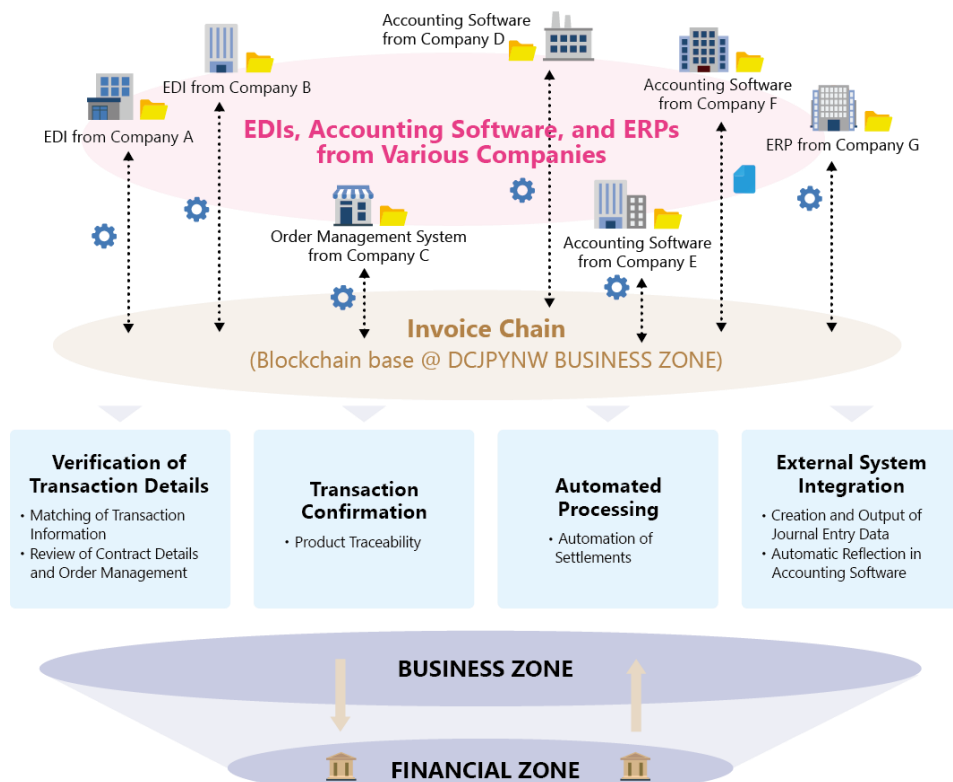 Accounting Software
from Company D
EDI from Company B
Accounting Software
from Company F
EDI from Company A
EDIs, Accounting Software, and ERPs
from Various Companies
ERP from Company G
Order Management System
from Company C
Accounting Software
from Company E
Invoice Chain
(Blockchain base @ DCJPYNW BUSINESS ZONE)
Verification of
Transaction Details
・Matching of Transaction
Information
・Review of Contract Details
and Order Management
Transaction
Confirmation
・Product Traceability
Automated
Processing
・Automation of
Settlements
External System
Integration
・Creation and Output of
Journal Entry Data
・Automatic Reflection in
Accounting Software
BUSINESS ZONE
FINANCIAL ZONE